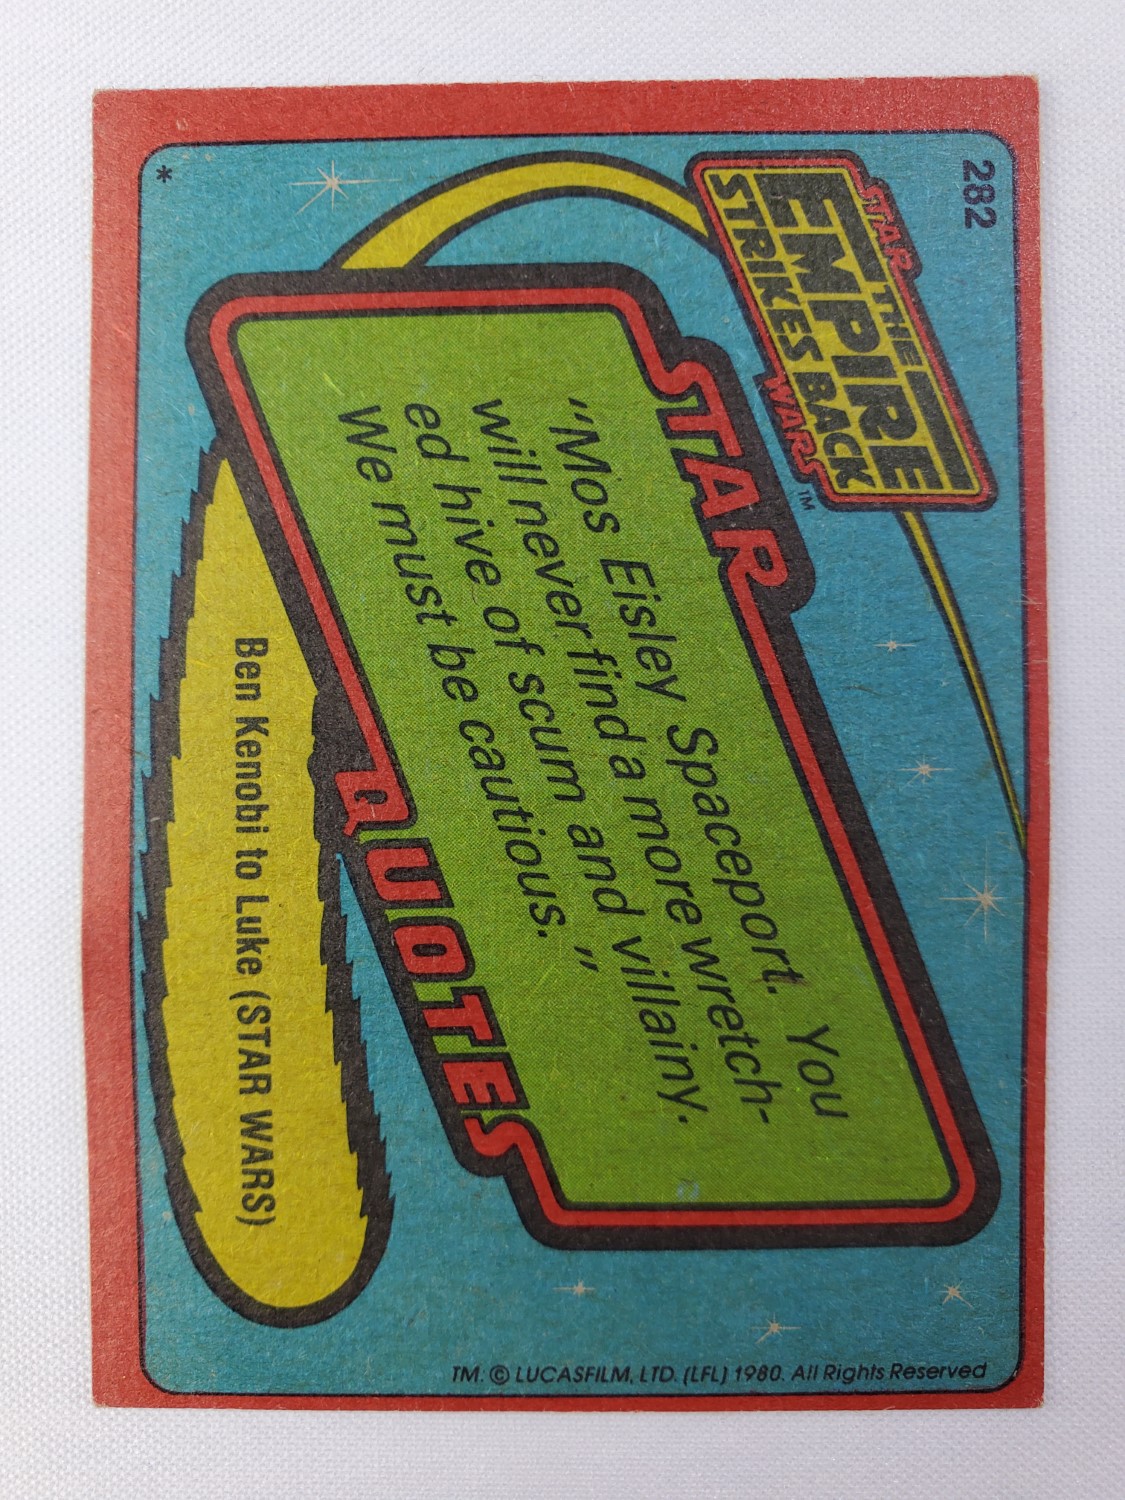 282
STAR
THE
EMPIRE
STRIKES BACK
WARS™
STAR
"Mos Eisley Spaceport. You
will never find a more wretch-
ed hive of scum and villainy.
We must be cautious. "
QUOTES
Ben Kenobi to Luke (STAR WARS)
*
TM. © LUCASFILM, LTD. (LFL) 1980. All Rights Reserved